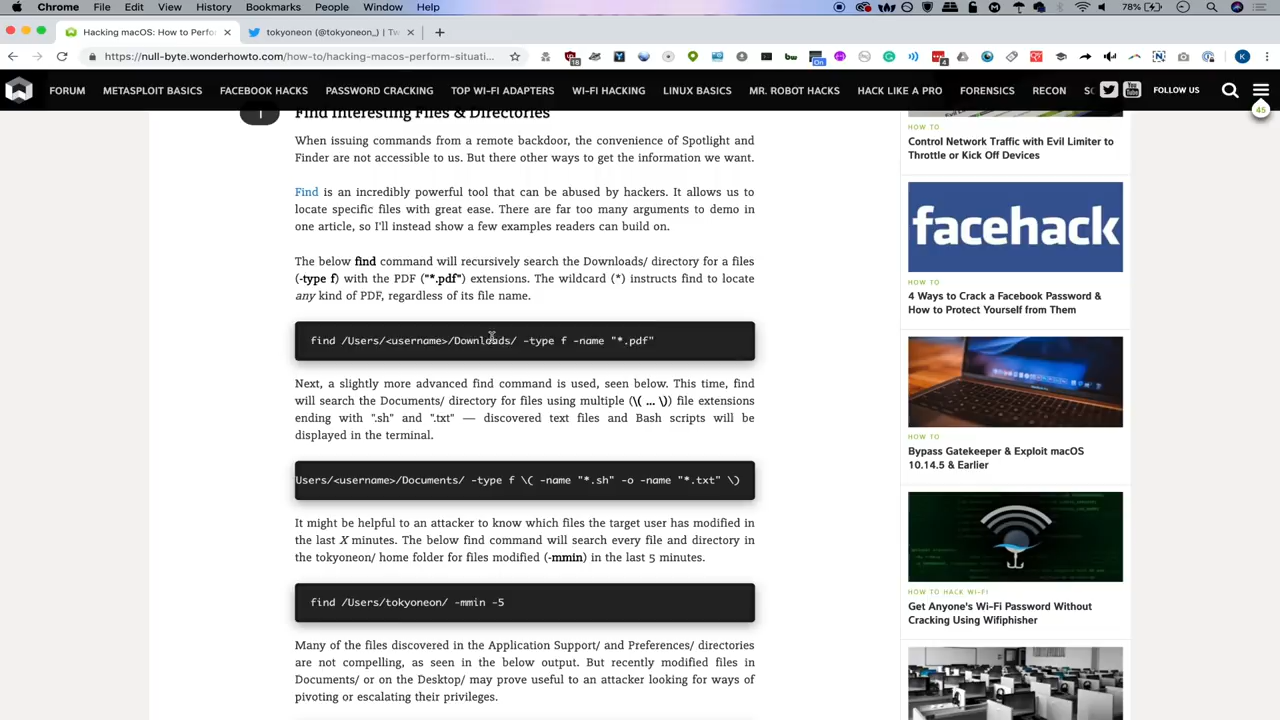 Chrome File Edit View History Bookmarks People Window Help 78%
Hacking macOS: How to Perfo × tokyoneon (@tokyoneon_) | Tw × +
https://null-byte.wonderhowto.com/how-to/hacking-macos-perform-situati...
18 bw On 4 K
FORUM METASPLOIT BASICS FACEBOOK HACKS PASSWORD CRACKING TOP WI-FI ADAPTERS WI-FI HACKING LINUX BASICS MR. ROBOT HACKS HACK LIKE A PRO FORENSICS RECON FOLLOW US
45
1 Find Interesting Files & Directories
When issuing commands from a remote backdoor, the convenience of Spotlight and
Finder are not accessible to us. But there other ways to get the information we want.
Find is an incredibly powerful tool that can be abused by hackers. It allows us to
locate specific files with great ease. There are far too many arguments to demo in
one article, so I'll instead show a few examples readers can build on.
The below find command will recursively search the Downloads/ directory for a files
(-type f) with the PDF ("*.pdf") extensions. The wildcard (*) instructs find to locate
any kind of PDF, regardless of its file name.
find /Users/<username>/Downloads/ -type f -name "*.pdf"
Next, a slightly more advanced find command is used, seen below. This time, find
will search the Documents/ directory for files using multiple (\( ... \)) file extensions
ending with ".sh" and ".txt" — discovered text files and Bash scripts will be
displayed in the terminal.
Users/<username>/Documents/ -type f \( -name "*.sh" -o -name "*.txt" \)
It might be helpful to an attacker to know which files the target user has modified in
the last X minutes. The below find command will search every file and directory in
the tokyoneon/ home folder for files modified (-mmin) in the last 5 minutes.
find /Users/tokyoneon/ -mmin -5
Many of the files discovered in the Application Support/ and Preferences/ directories
are not compelling, as seen in the below output. But recently modified files in
Documents/ or on the Desktop/ may prove useful to an attacker looking for ways of
pivoting or escalating their privileges.
HOW TO
Control Network Traffic with Evil Limiter to
Throttle or Kick Off Devices
facehack
HOW TO
4 Ways to Crack a Facebook Password &
How to Protect Yourself from Them
HOW TO
Bypass Gatekeeper & Exploit macOS
10.14.5 & Earlier
HOW TO HACK WI-FI
Get Anyone's Wi-Fi Password Without
Cracking Using Wifiphisher